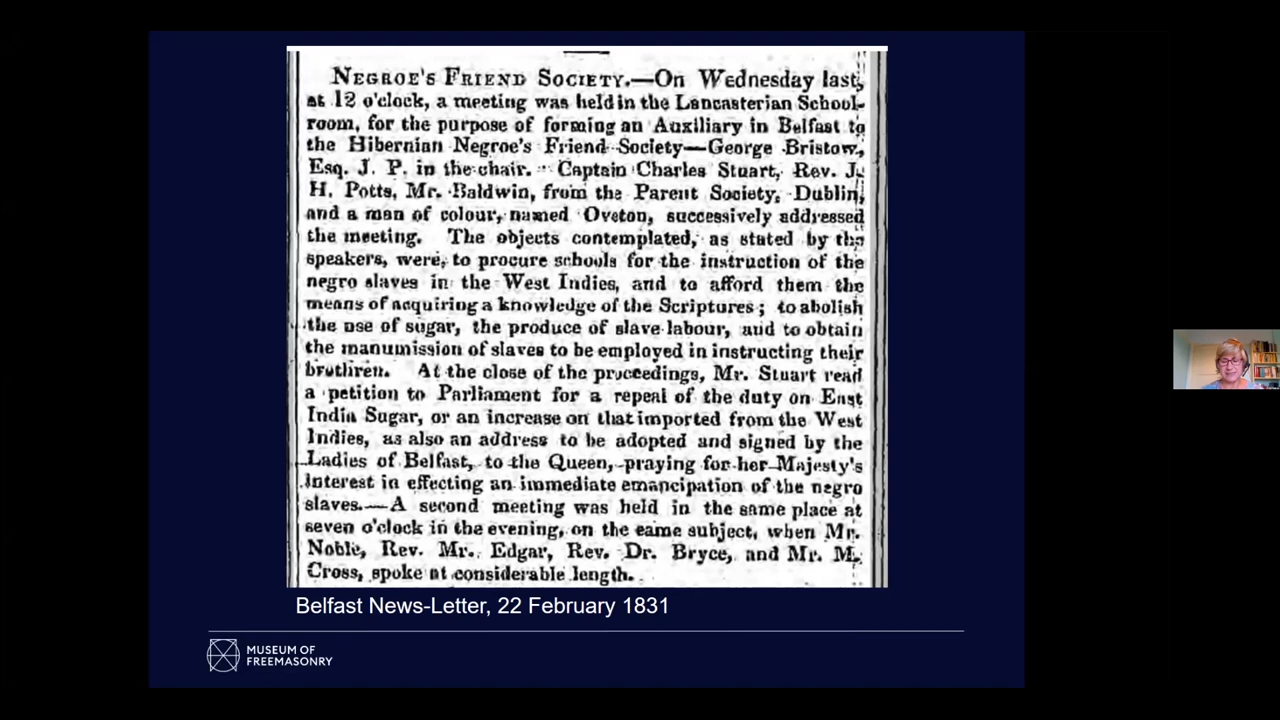 NEGROE'S FRIEND SOCIETY.—On Wednesday last,
at 12 o'clock, a meeting was held in the Lancasterian School-
room, for the purpose of forming an Auxiliary in Belfast to
the Hibernian Negroe's Friend Society—George Bristow,
Esq. J. P. in the chair. Captain Charles Stuart, Rev. J.
H. Potts, Mr. Baldwin, from the Parent Society, Dublin,
and a man of colour, named Oveton, successively addressed
the meeting. The objects contemplated, as stated by the
speakers, were, to procure schools for the instruction of the
negro slaves in the West Indies, and to afford them the
means of acquiring a knowledge of the Scriptures; to abolish
the use of sugar, the produce of slave labour, and to obtain
the manumission of slaves to be employed in instructing their
brethren. At the close of the proceedings, Mr. Stuart read
a petition to Parliament for a repeal of the duty on East
India Sugar, or an increase on that imported from the West
Indies, as also an address to be adopted and signed by the
Ladies of Belfast, to the Queen, praying for her Majesty's
interest in effecting an immediate emancipation of the negro
slaves.—A second meeting was held in the same place at
seven o'clock in the evening, on the same subject, when Mr.
Noble, Rev. Mr. Edgar, Rev. Dr. Bryce, and Mr. M.
Cross, spoke at considerable length.
Belfast News-Letter, 22 February 1831
MUSEUM OF
FREEMASONRY